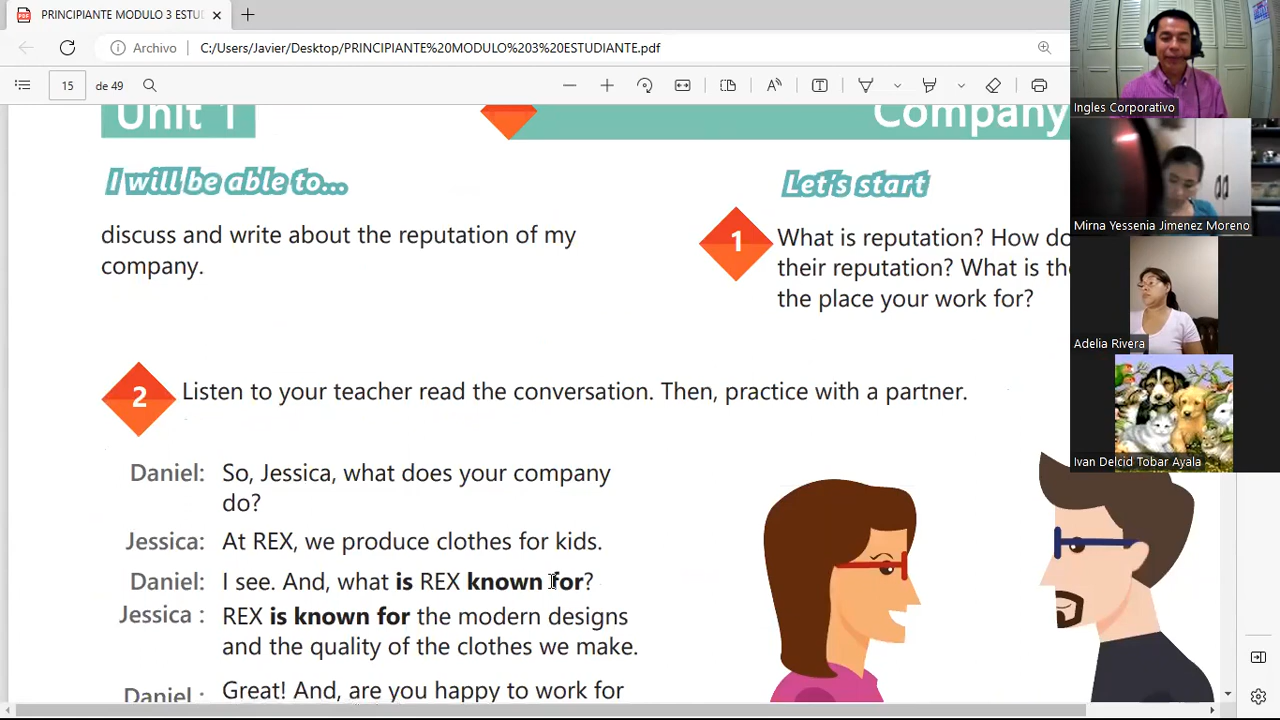 PRINCIPIANTE MODULO 3 ESTU
Archivo
C:/Users/Javier/Desktop/PRINCIPIANTE%20MODULO%203%20ESTUDIANTE.pdf
15
de 49
Unit 1
Company
I will be able to...
discuss and write about the reputation of my
company.
Let's start
1
What is reputation? How do
their reputation? What is the
the place your work for?
2
Listen to your teacher read the conversation. Then, practice with a partner.
Daniel: So, Jessica, what does your company
do?
Jessica: At REX, we produce clothes for kids.
Daniel: I see. And, what is REX known for?
Jessica : REX is known for the modern designs
and the quality of the clothes we make.
Daniel : Great! And, are you happy to work for
Ingles Corporativo
Mirna Yessenia Jimenez Moreno
Adelia Rivera
Ivan Delcid Tobar Ayala